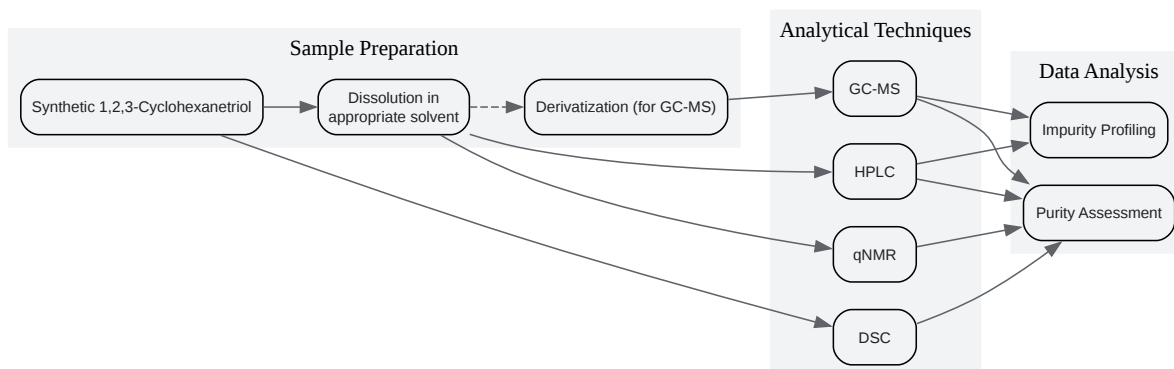 Sample Preparation
Synthetic 1,2,3-Cyclohexanetriol
Dissolution in
appropriate solvent
Derivatization (for GC-MS)
Analytical Techniques
GC-MS
HPLC
qNMR
DSC
Data Analysis
Impurity Profiling
Purity Assessment